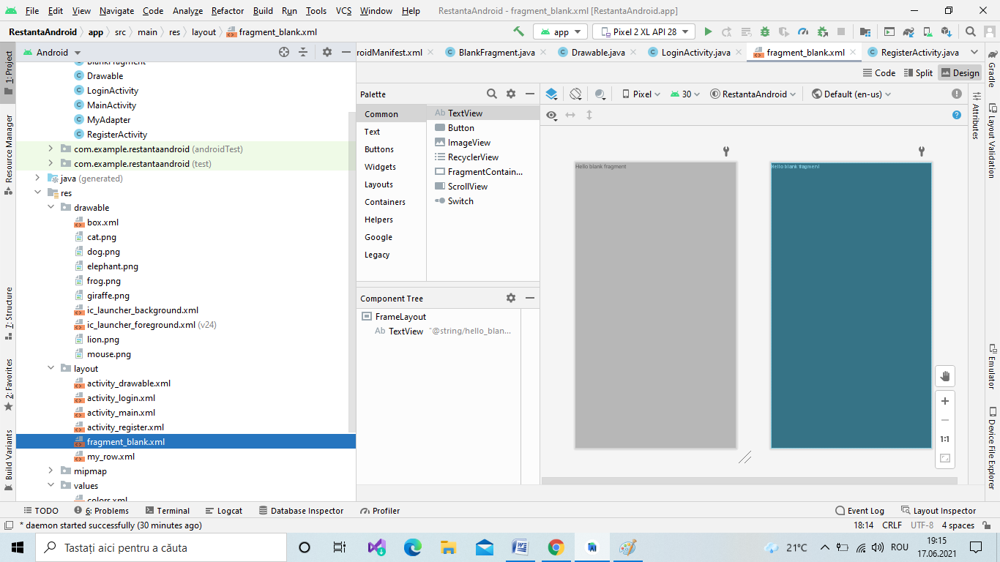 File Edit View Navigate Code Analyze Refactor Build Run Tools VCS Window Help RestantaAndroid - fragment_blank.xml [RestantaAndroid.app]
RestantaAndroid app src main res layout fragment_blank.xml app Pixel 2 XL API 28
1: Project
Resource Manager
7: Structure
2: Favorites
Build Variants
Android
BlankFragment
Drawable
LoginActivity
MainActivity
MyAdapter
RegisterActivity
com.example.restantaandroid (androidTest)
com.example.restantaandroid (test)
java (generated)
res
drawable
box.xml
cat.png
dog.png
elephant.png
frog.png
giraffe.png
ic_launcher_background.xml
ic_launcher_foreground.xml (v24)
lion.png
mouse.png
layout
activity_drawable.xml
activity_login.xml
activity_main.xml
activity_register.xml
fragment_blank.xml
my_row.xml
mipmap
values
colors.xml
roidManifest.xml BlankFragment.java Drawable.java LoginActivity.java fragment_blank.xml RegisterActivity.java
Code Split Design
Palette
Common
Text
Buttons
Widgets
Layouts
Containers
Helpers
Google
Legacy
Ab TextView
Button
ImageView
RecyclerView
FragmentContain...
ScrollView
Switch
Component Tree
FrameLayout
Ab TextView "@string/hello_blan...
Pixel 30 RestantaAndroid Default (en-us)
Hello blank fragment
Hello blank fragment
1:1
Attributes
Gradle
Layout Validation
Emulator
Device File Explorer
TODO 6: Problems Terminal Logcat Database Inspector Profiler Event Log Layout Inspector
* daemon started successfully (30 minutes ago) 18:14 CRLF UTF-8 4 spaces
Tastați aici pentru a căuta 21°C ROU 19:15
17.06.2021